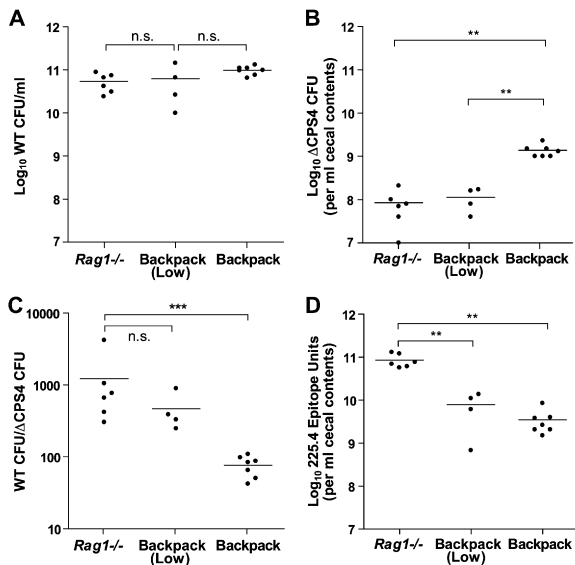 A
n.s.
n.s.
Log10 WT CFU/ml
12
11
10
9
8
7
Rag1-/-
Backpack
(Low)
Backpack
B
**
**
Log10 ΔCPS4 CFU
(per ml cecal contents)
12
11
10
9
8
7
Rag1-/-
Backpack
(Low)
Backpack
C
***
n.s.
WT CFU/ΔCPS4 CFU
10000
1000
100
10
Rag1-/-
Backpack
(Low)
Backpack
D
**
**
Log10 225.4 Epitope Units
(per ml cecal contents)
12
11
10
9
8
7
Rag1-/-
Backpack
(Low)
Backpack